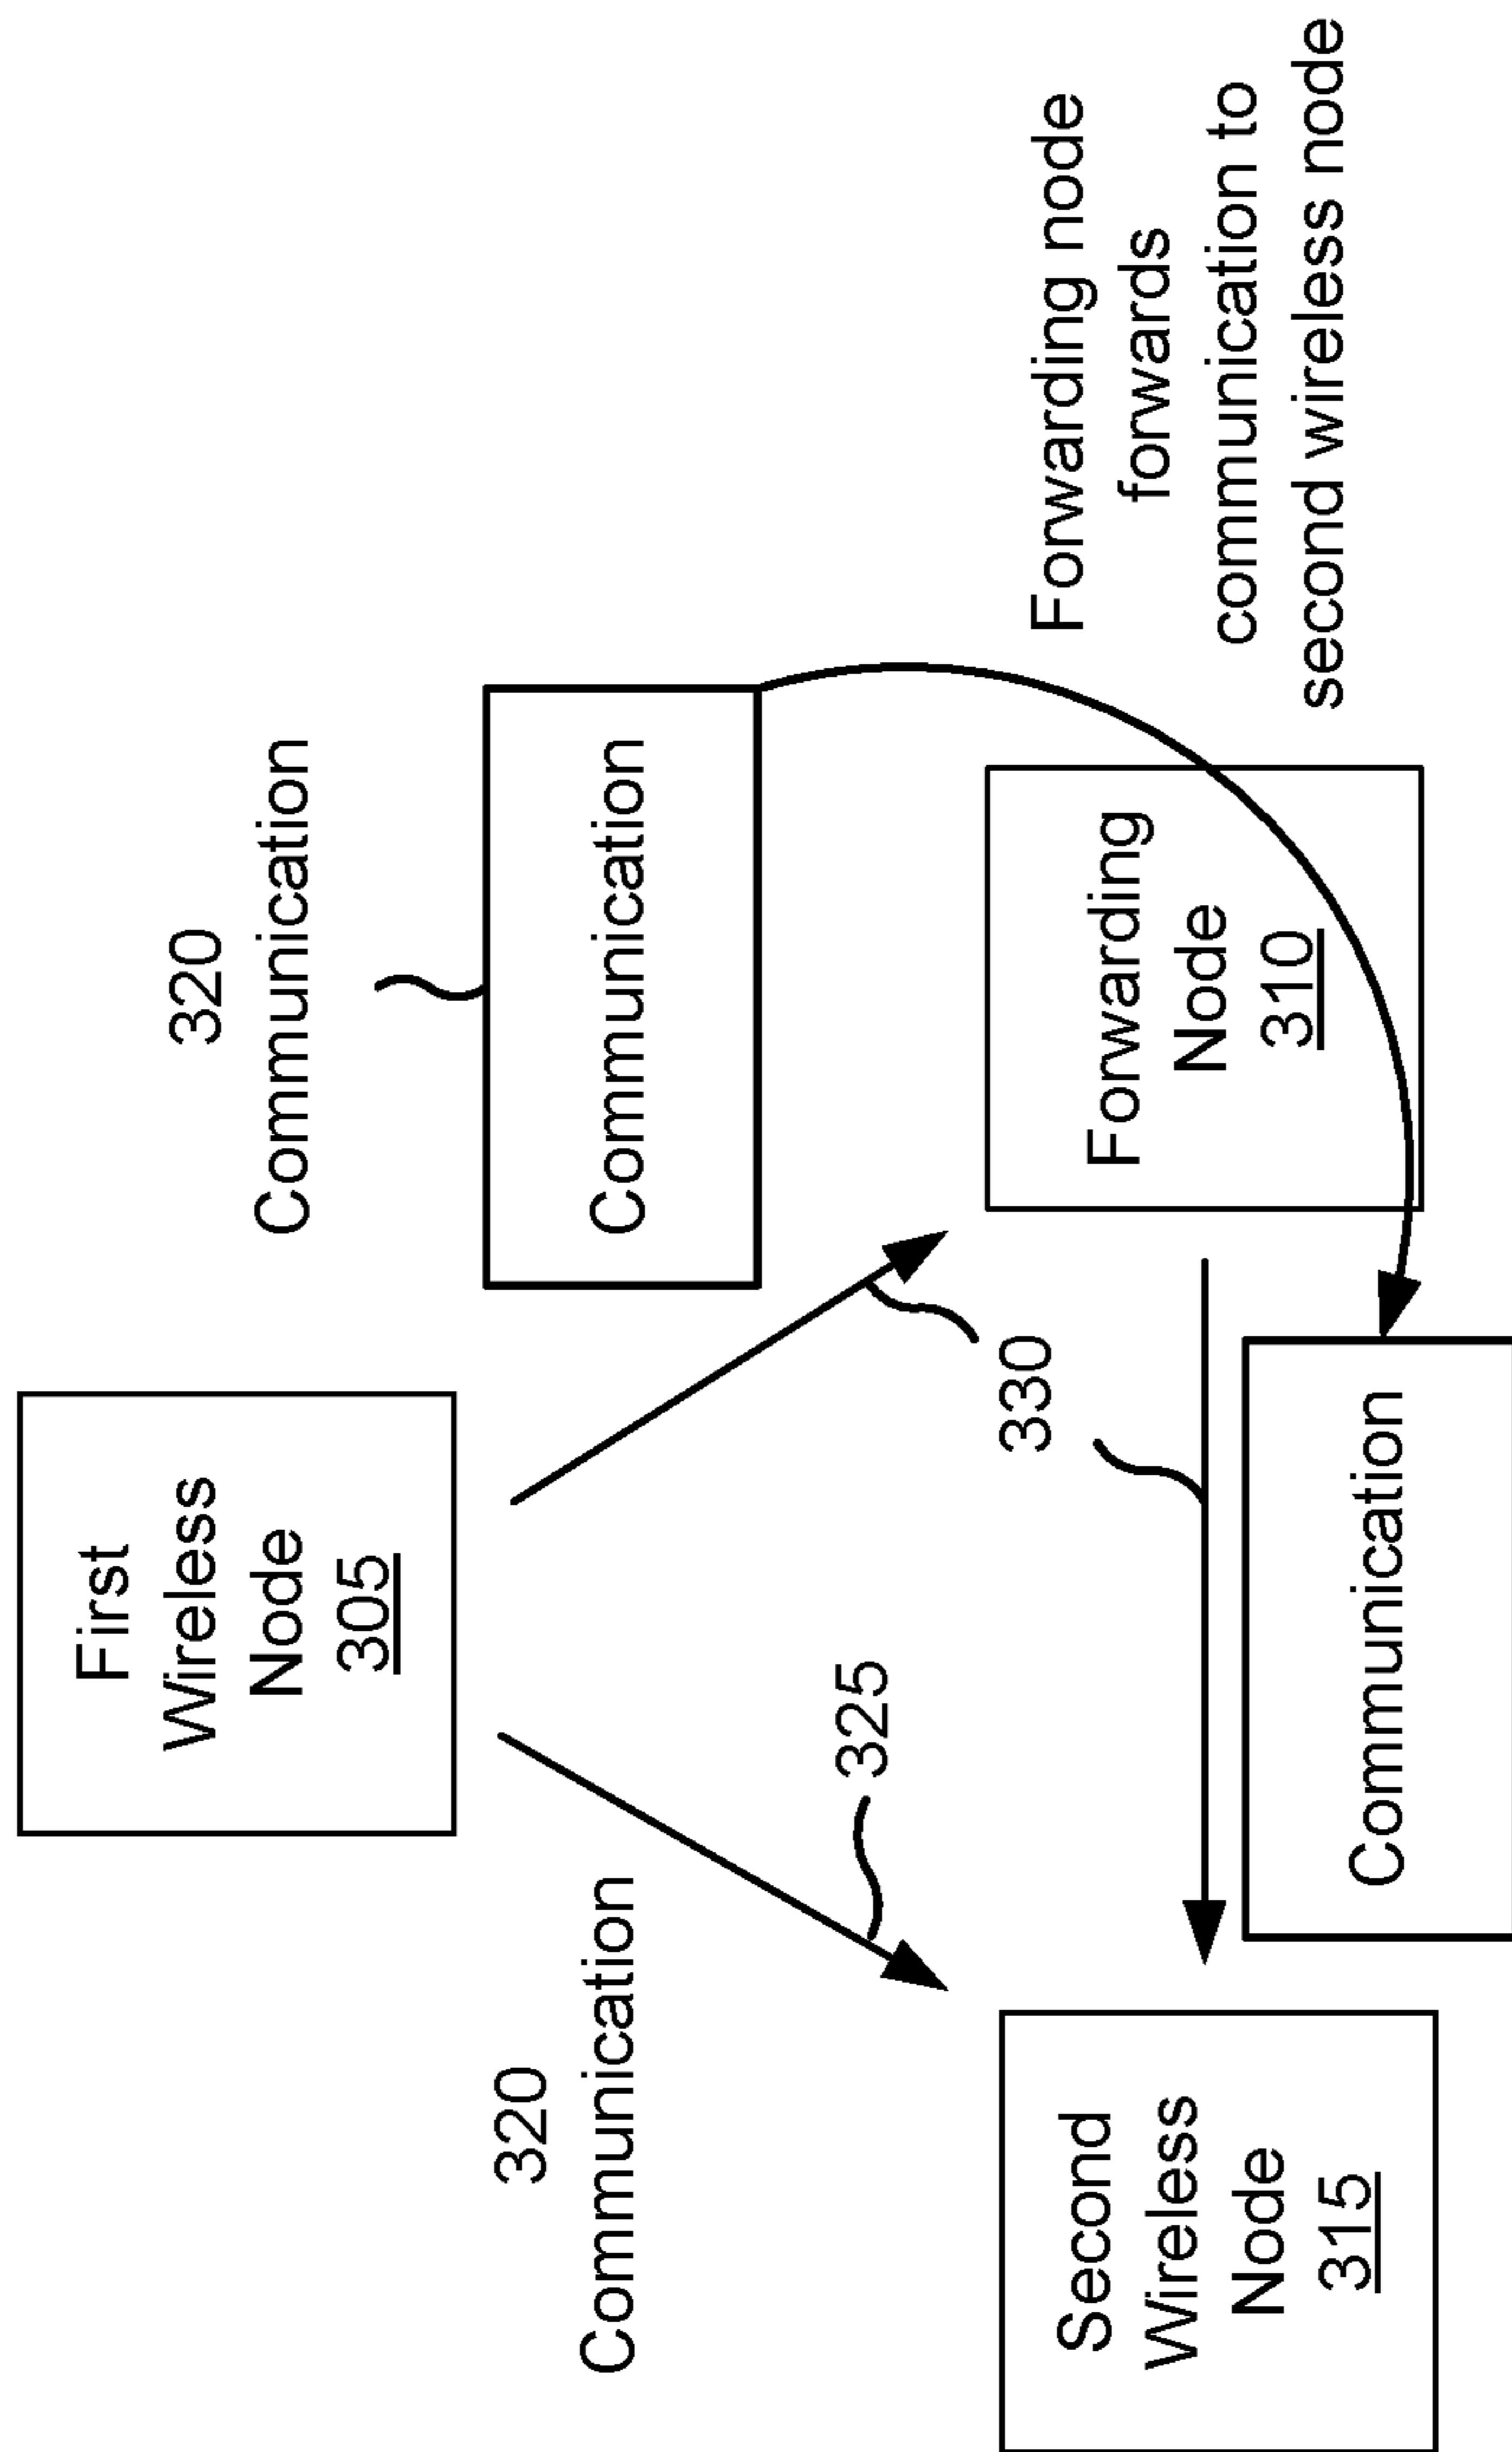 First
Wireless
Node
305
320
Communication
Communication
320
Communication
325
330
Forwarding node
forwards
communication to
second wireless node
Second
Wireless
Node
315
Forwarding
Node
310
Communication